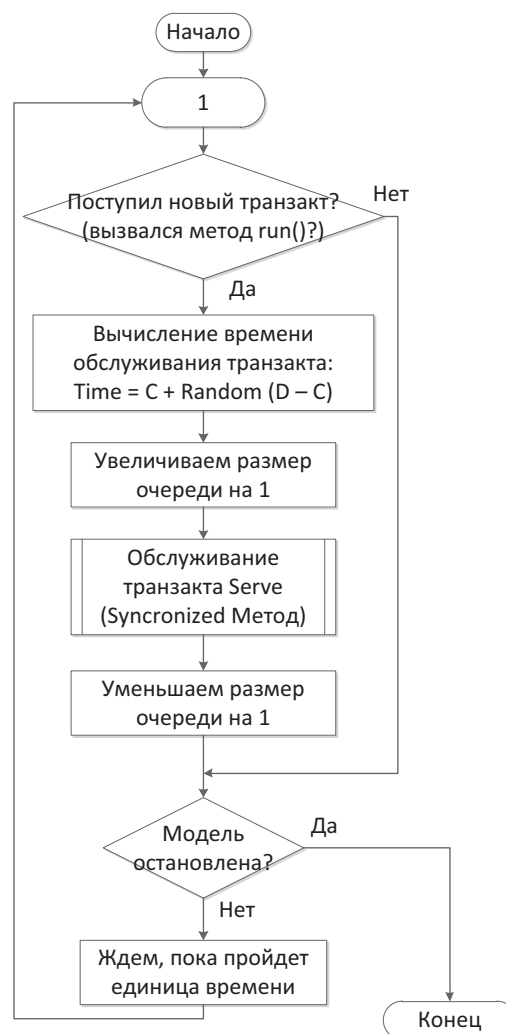 Начало
1
Поступил новый транзакт?
(вызвался метод run()?)
Нет
Да
Вычисление времени
обслуживания транзакта:
Time = C + Random (D – C)
Увеличиваем размер
очереди на 1
Обслуживание
транзакта Serve
(Syncronized Метод)
Уменьшаем размер
очереди на 1
Модель
остановлена?
Да
Нет
Ждем, пока пройдет
единица времени
Конец